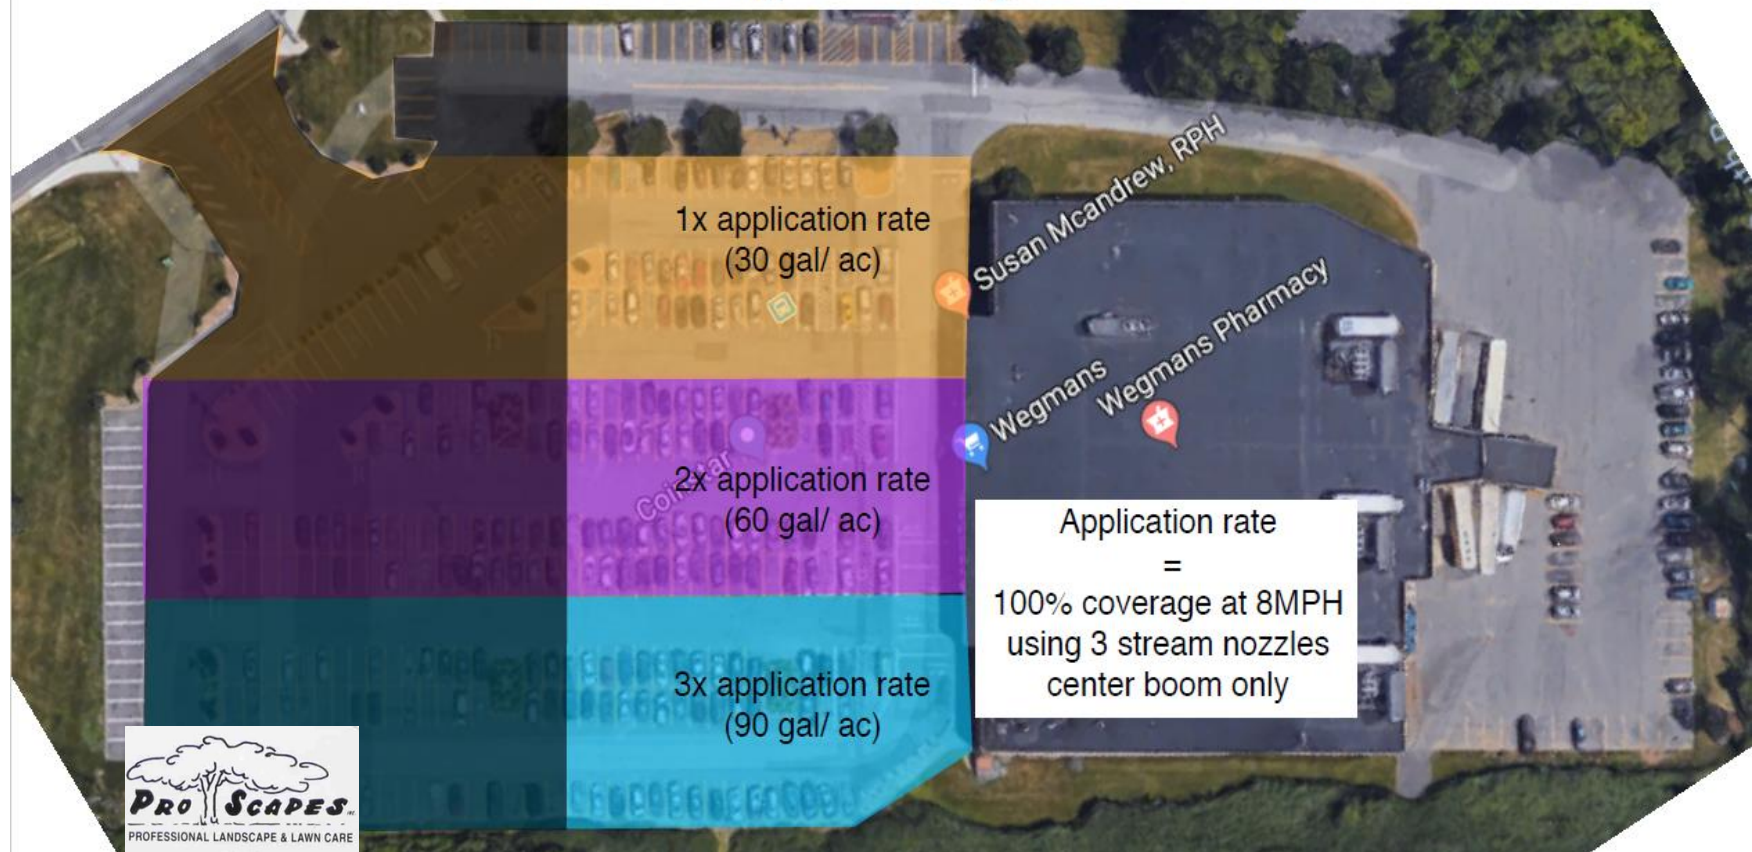 Susan Mcandrew, RPH
1x application rate
(30 gal/ ac)
Wegmans Pharmacy
Wegmans
Coinstar
2x application rate
(60 gal/ ac)
Application rate
=
100% coverage at 8MPH
using 3 stream nozzles
center boom only
3x application rate
(90 gal/ ac)
PRO SCAPES INC.
PROFESSIONAL LANDSCAPE & LAWN CARE